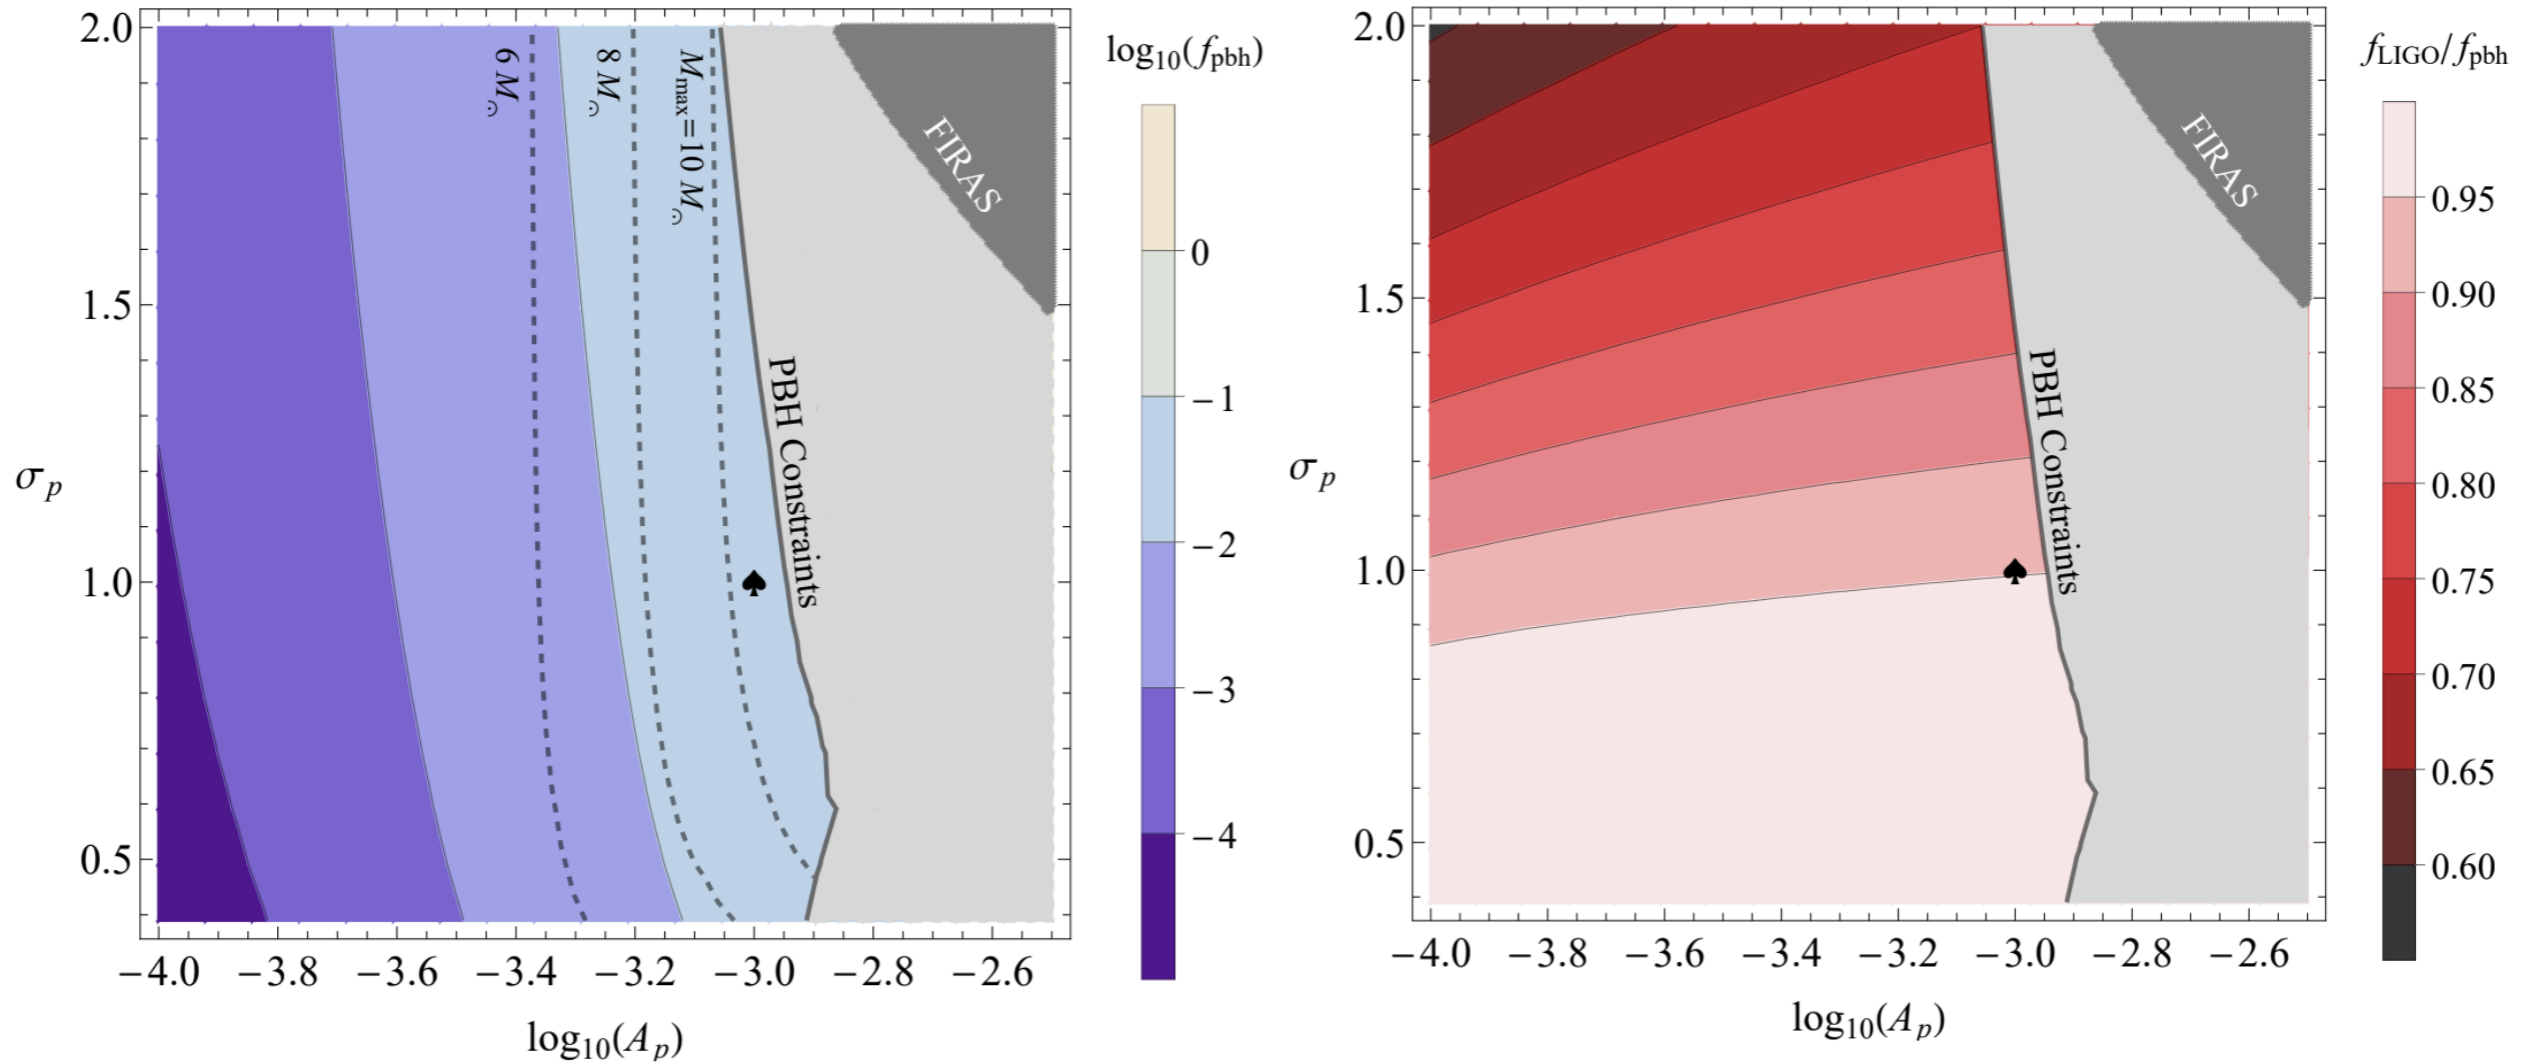 2.0
1.5
1.0
0.5
σ_p
−4.0 −3.8 −3.6 −3.4 −3.2 −3.0 −2.8 −2.6
log₁₀(A_p)
6 M☉
8 M☉
M_max=10 M☉
PBH Constraints
FIRAS
log₁₀(f_pbh)
0
−1
−2
−3
−4
2.0
1.5
1.0
0.5
σ_p
−4.0 −3.8 −3.6 −3.4 −3.2 −3.0 −2.8 −2.6
log₁₀(A_p)
PBH Constraints
FIRAS
f_LIGO/f_pbh
0.95
0.90
0.85
0.80
0.75
0.70
0.65
0.60